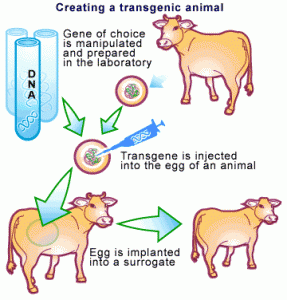 Creating a transgenic animal
Gene of choice
is manipulated
and prepared
in the laboratory
DNA
Transgene is injected
into the egg of an animal
Egg is implanted
into a surrogate